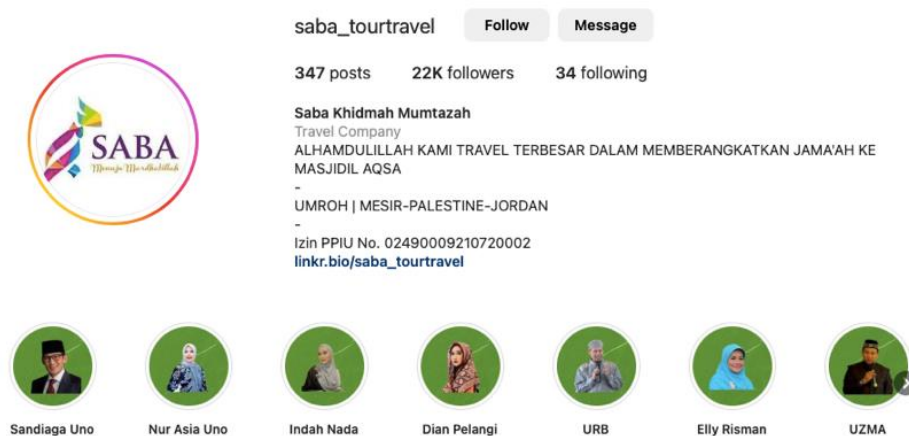 saba_tourtravel Follow Message
347 posts 22K followers 34 following
Saba Khidmah Mumtazah
Travel Company
ALHAMDULILLAH KAMI TRAVEL TERBESAR DALAM MEMBERANGKATKAN JAMA'AH KE
MASJIDIL AQSA
-
UMROH | MESIR-PALESTINE-JORDAN
-
Izin PPIU No. 02490009210720002
linkr.bio/saba_tourtravel
SABA
Menuju Mardhotillah
Sandiaga Uno Nur Asia Uno Indah Nada Dian Pelangi URB Elly Risman UZMA